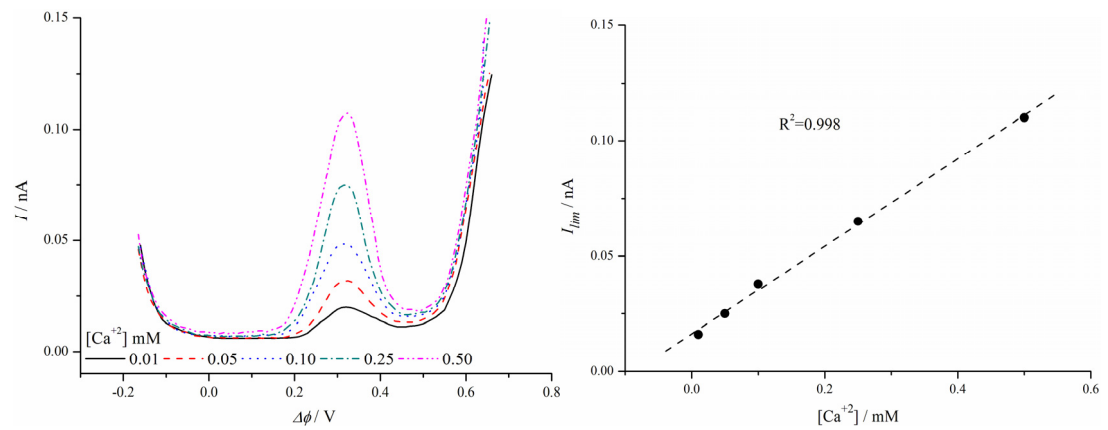 0.15
0.10
0.05
0.00
I / nA
[Ca+2] mM
0.01 0.05 0.10 0.25 0.50
-0.2 0.0 0.2 0.4 0.6 0.8
Δϕ / V
0.15
0.10
0.05
0.00
Ilim / nA
R2=0.998
0.0 0.2 0.4 0.6
[Ca+2] / mM